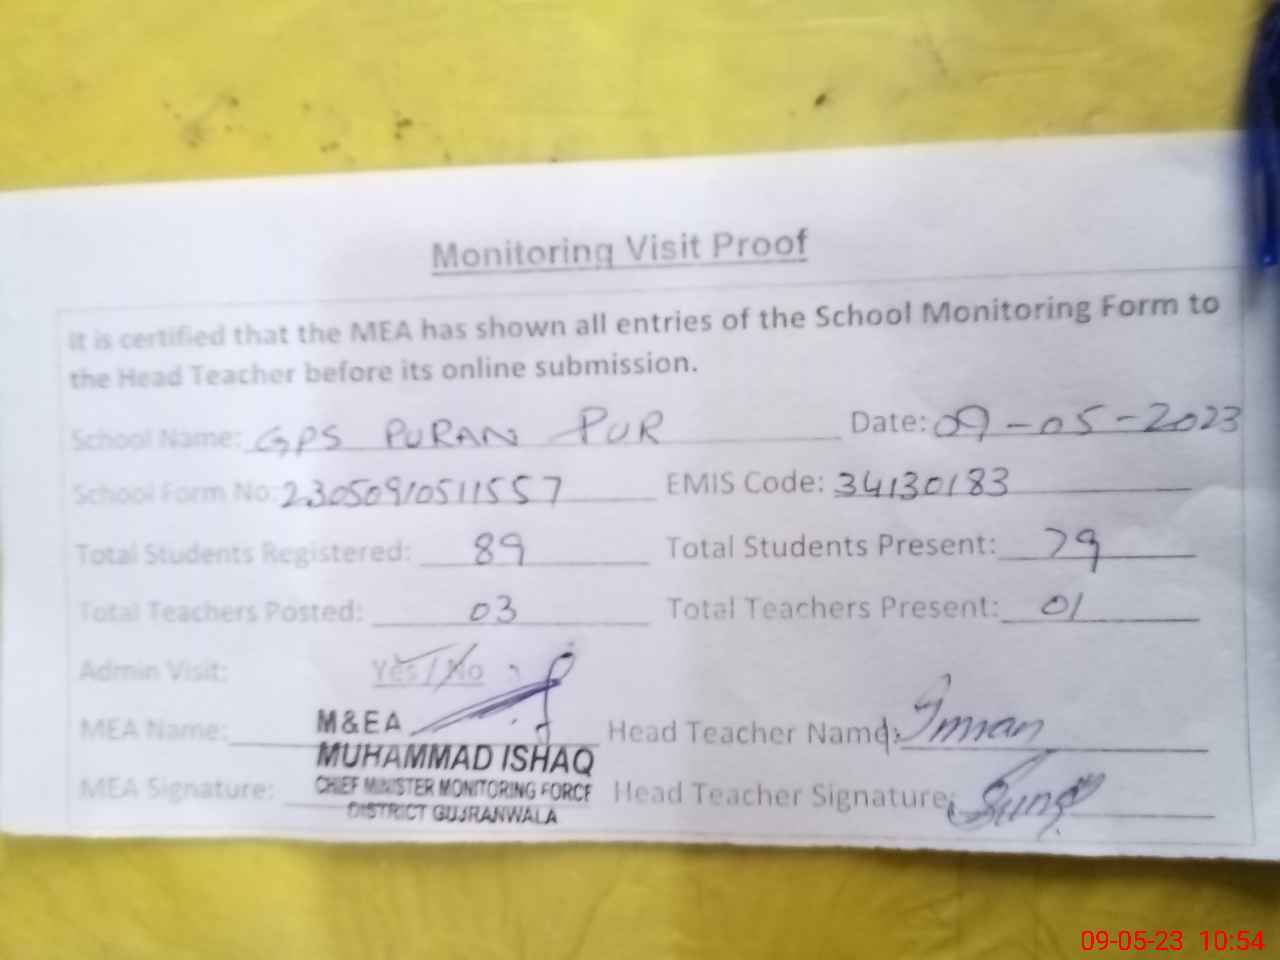 Monitoring Visit Proof
It is certified that the MEA has shown all entries of the School Monitoring Form to
the Head Teacher before its online submission.
School Name: GPS PURAN PUR Date: 09-05-2023
School Form No: 23050910511557 EMIS Code: 34130183
Total Students Registered: 89 Total Students Present: 79
Total Teachers Posted: 03 Total Teachers Present: 01
Admin Visit: Yes / No
MEA Name: M&EA Head Teacher Name: Imran
MUHAMMAD ISHAQ
MEA Signature: CHIEF MINISTER MONITORING FORCE Head Teacher Signature:
DISTRICT GUJRANWALA
09-05-23 10:54